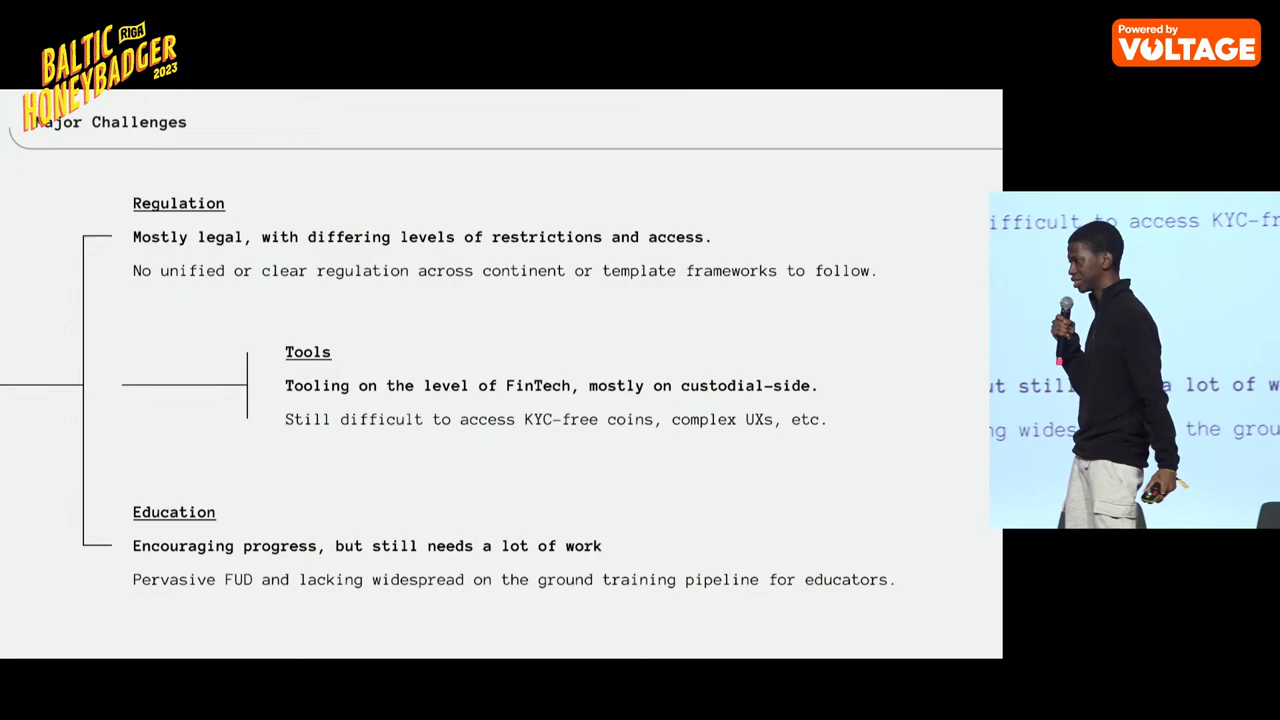 BALTIC
RIGA
HONEYBADGER
2023
Powered by
VOLTAGE
Major Challenges
Regulation
Mostly legal, with differing levels of restrictions and access.
No unified or clear regulation across continent or template frameworks to follow.
Tools
Tooling on the level of FinTech, mostly on custodial-side.
Still difficult to access KYC-free coins, complex UXs, etc.
Education
Encouraging progress, but still needs a lot of work
Pervasive FUD and lacking widespread on the ground training pipeline for educators.
ifficult to access KYC-fr
ut still a lot of w
ng wides the grou